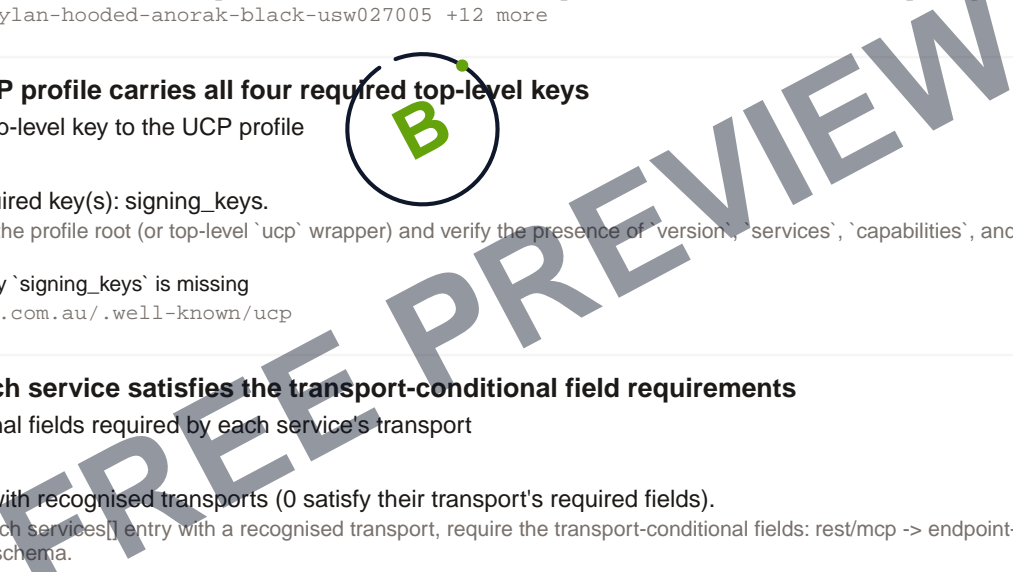 ylan-hooded-anorak-black-usw027005 +12 more
P profile carries all four required top-level keys
o-level key to the UCP profile
B
uired key(s): signing_keys.
the profile root (or top-level `ucp` wrapper) and verify the presence of `version`, `services`, `capabilities`, and
y `signing_keys` is missing
.com.au/.well-known/ucp
ch service satisfies the transport-conditional field requirements
nal fields required by each service's transport
with recognised transports (0 satisfy their transport's required fields).
ch services[] entry with a recognised transport, require the transport-conditional fields: rest/mcp -> endpoint-
schema.
FREE PREVIEW